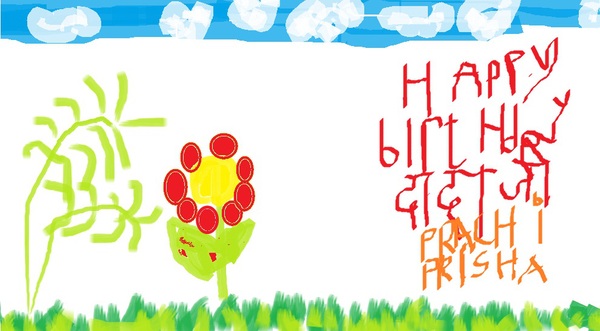 HAPPY
birtHDAY
दादा जी
PRACHi
PRISHA